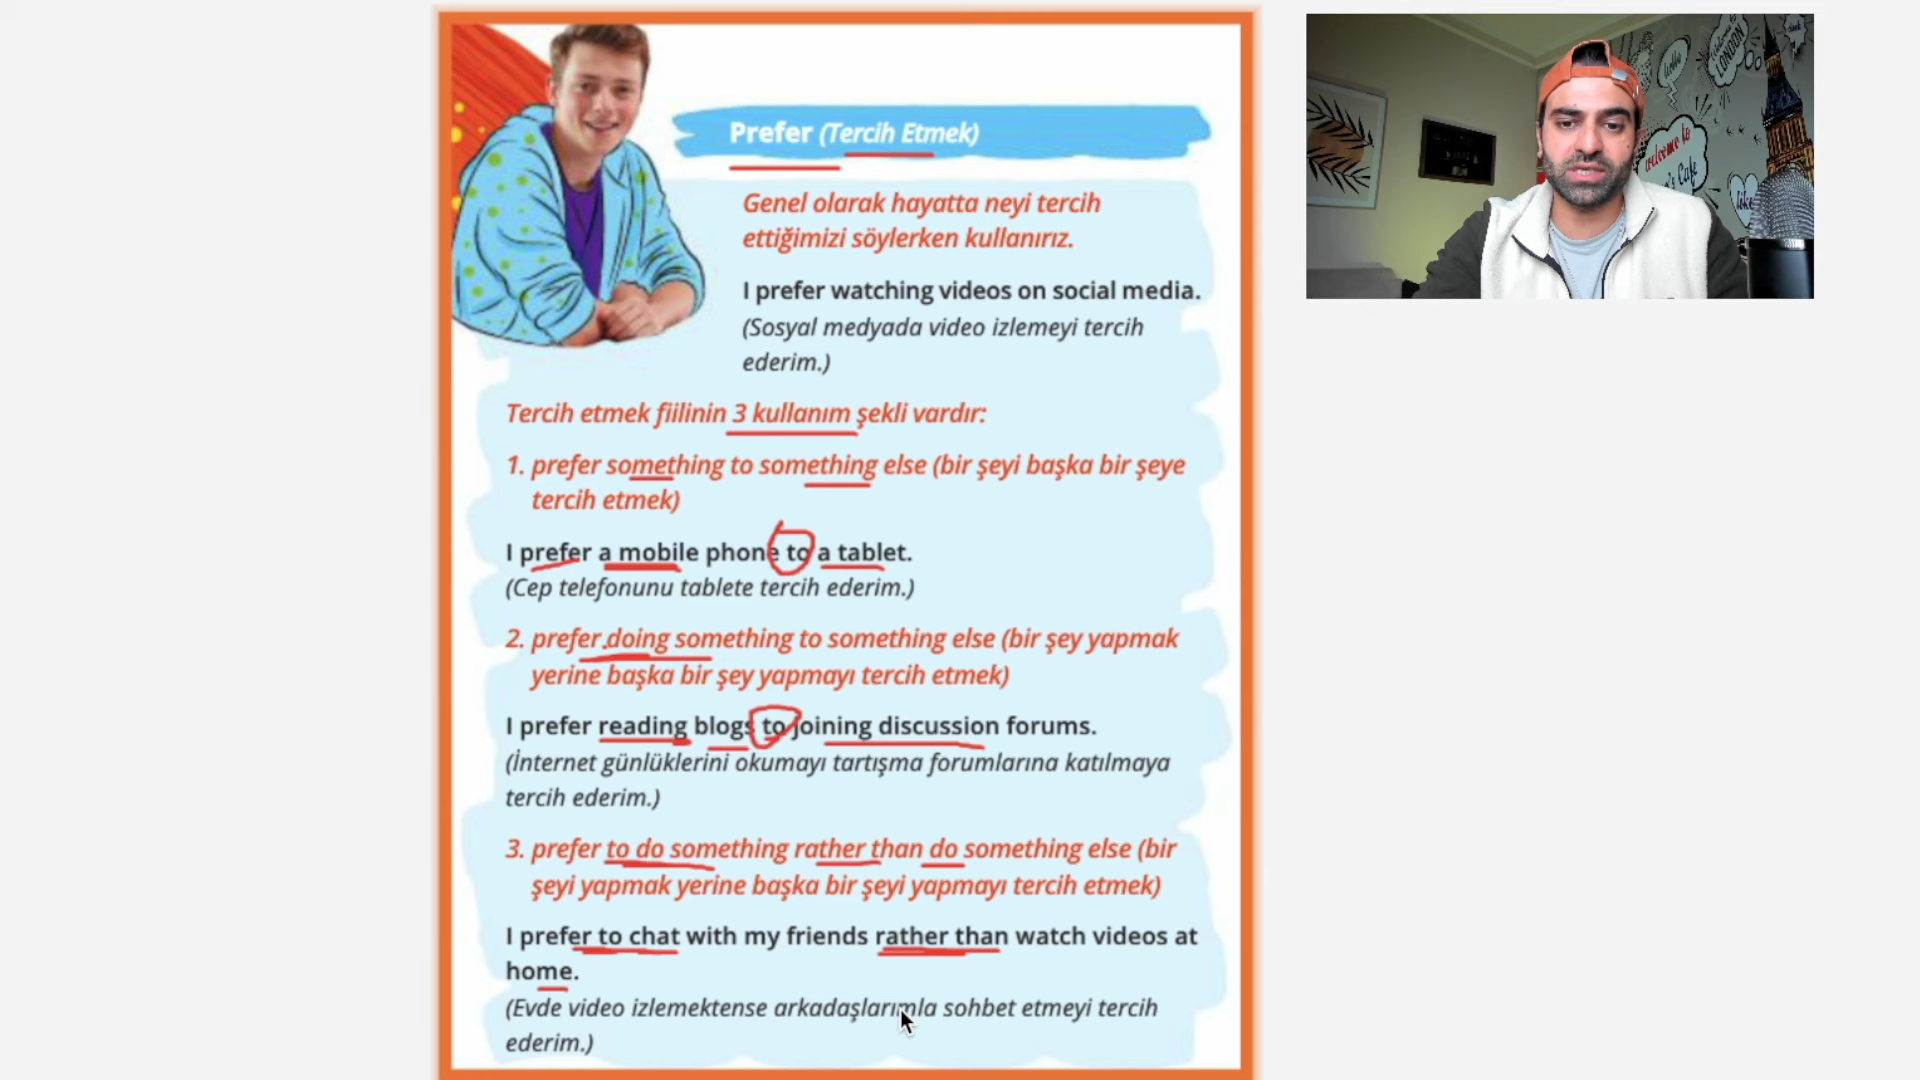 Prefer (Tercih Etmek)
Genel olarak hayatta neyi tercih
ettiğimizi söylerken kullanırız.
I prefer watching videos on social media.
(Sosyal medyada video izlemeyi tercih
ederim.)
Tercih etmek fiilinin 3 kullanım şekli vardır:
1. prefer something to something else (bir şeyi başka bir şeye
tercih etmek)
I prefer a mobile phone to a tablet.
(Cep telefonunu tablete tercih ederim.)
2. prefer doing something to something else (bir şey yapmak
yerine başka bir şey yapmayı tercih etmek)
I prefer reading blogs to joining discussion forums.
(İnternet günlüklerini okumayı tartışma forumlarına katılmaya
tercih ederim.)
3. prefer to do something rather than do something else (bir
şeyi yapmak yerine başka bir şeyi yapmayı tercih etmek)
I prefer to chat with my friends rather than watch videos at
home.
(Evde video izlemektense arkadaşlarımla sohbet etmeyi tercih
ederim.)
hello
LONDON
welcome to
Cafe
like